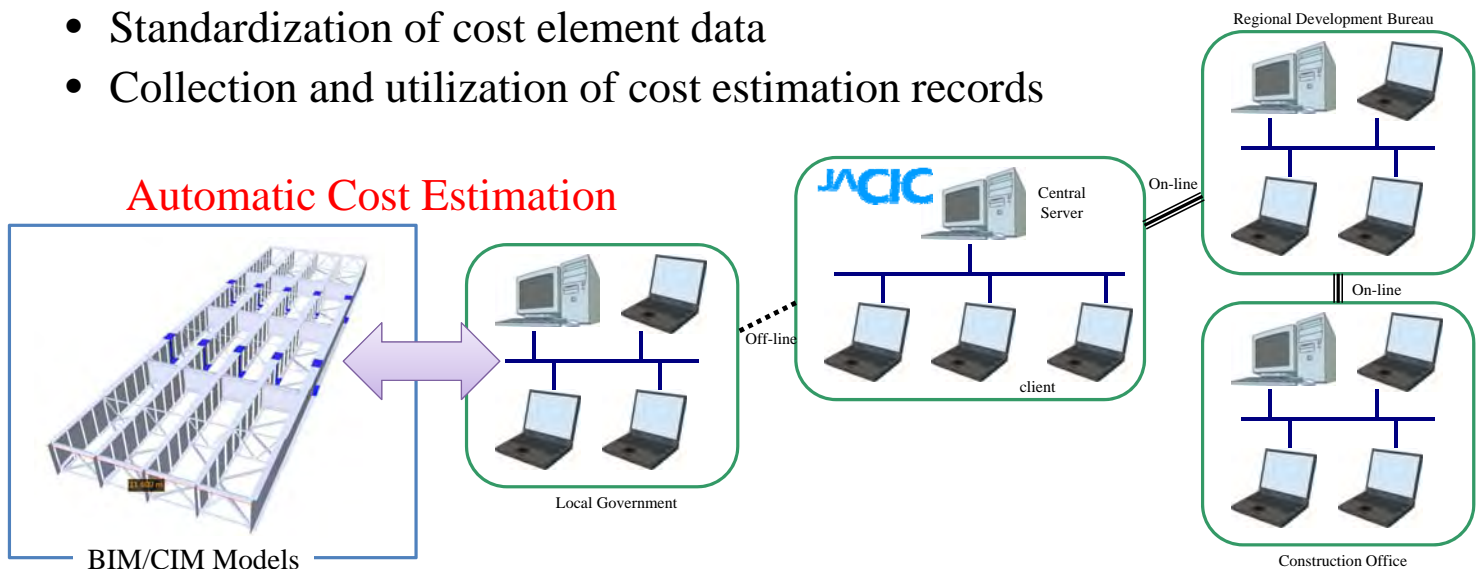 • Standardization of cost element data
• Collection and utilization of cost estimation records
Automatic Cost Estimation
BIM/CIM Models
Local Government
Off-line
JACIC
Central
Server
client
On-line
Regional Development Bureau
On-line
Construction Office